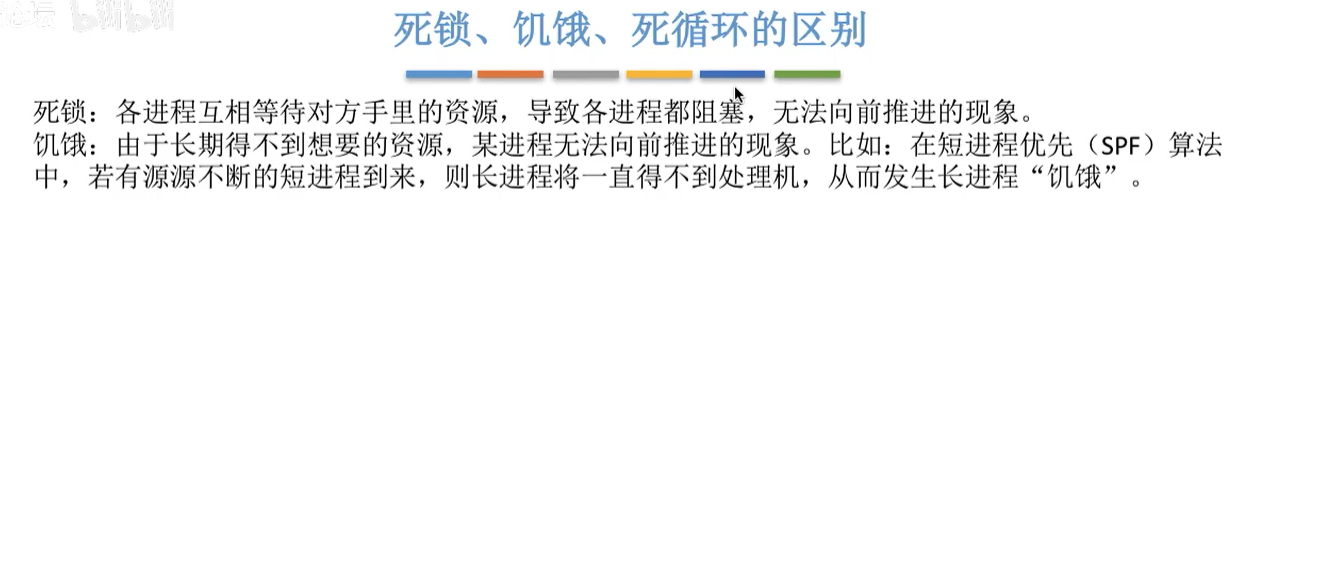 死锁、饥饿、死循环的区别
死锁：各进程互相等待对方手里的资源，导致各进程都阻塞，无法向前推进的现象。
饥饿：由于长期得不到想要的资源，某进程无法向前推进的现象。比如：在短进程优先（SPF）算法
中，若有源源不断的短进程到来，则长进程将一直得不到处理机，从而发生长进程“饥饿”。